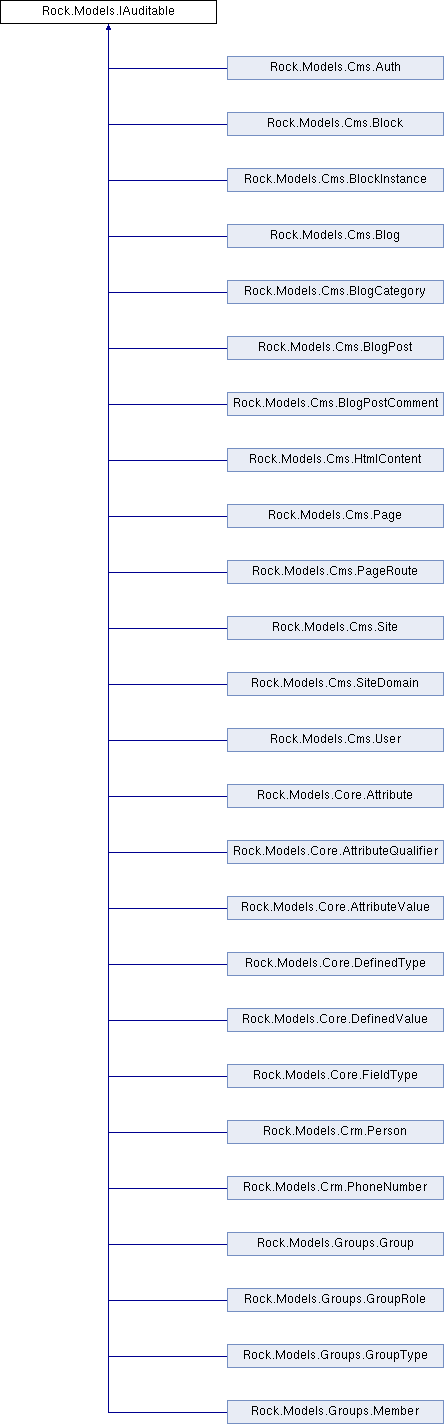 Rock.Models.IAuditable
Rock.Models.Cms.Auth
Rock.Models.Cms.Block
Rock.Models.Cms.BlockInstance
Rock.Models.Cms.Blog
Rock.Models.Cms.BlogCategory
Rock.Models.Cms.BlogPost
Rock.Models.Cms.BlogPostComment
Rock.Models.Cms.HtmlContent
Rock.Models.Cms.Page
Rock.Models.Cms.PageRoute
Rock.Models.Cms.Site
Rock.Models.Cms.SiteDomain
Rock.Models.Cms.User
Rock.Models.Core.Attribute
Rock.Models.Core.AttributeQualifier
Rock.Models.Core.AttributeValue
Rock.Models.Core.DefinedType
Rock.Models.Core.DefinedValue
Rock.Models.Core.FieldType
Rock.Models.Crm.Person
Rock.Models.Crm.PhoneNumber
Rock.Models.Groups.Group
Rock.Models.Groups.GroupRole
Rock.Models.Groups.GroupType
Rock.Models.Groups.Member